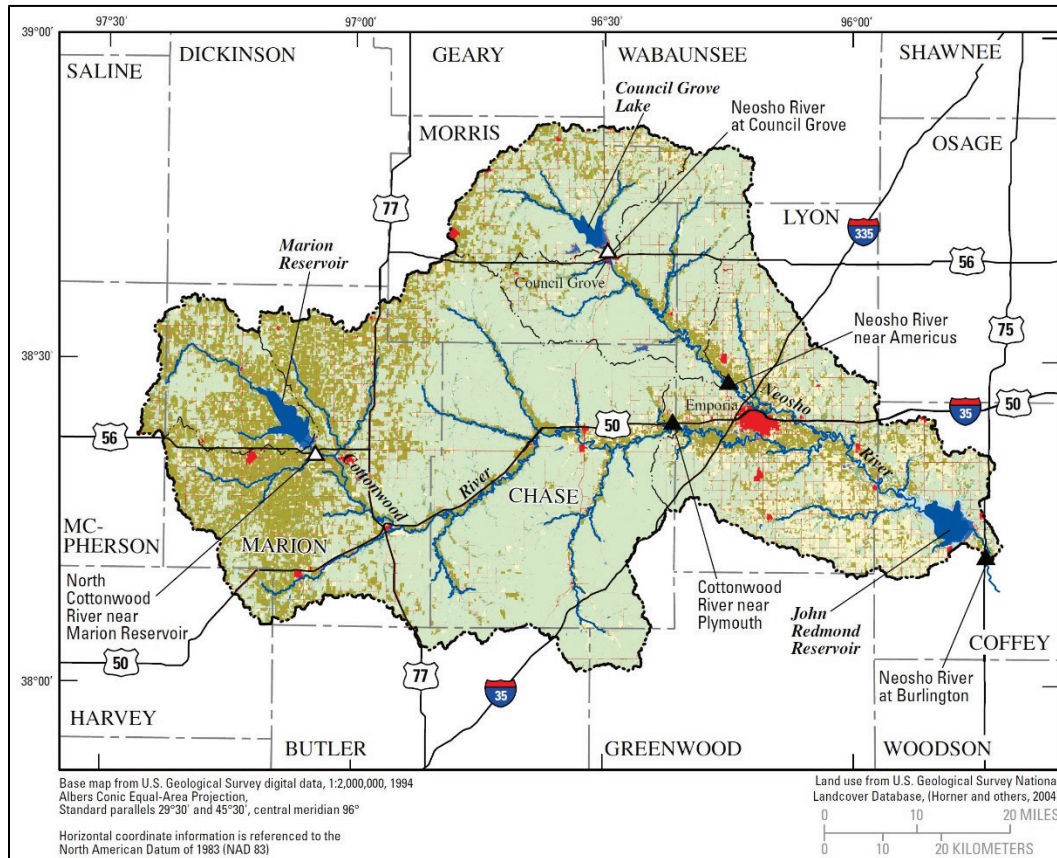 97°30'
97°00'
96°30'
96°00'
39°00'
DICKINSON
GEARY
WABAUNSEE
SHAWNEE
SALINE
Council Grove
Lake
Neosho River
at Council Grove
MORRIS
OSAGE
77
LYON
335
Marion
Reservoir
56
Council Grove
75
38°30'
Neosho River
near Americus
Neosho
Emporia
35
50
56
50
Cottonwood
River
River
CHASE
MC-
PHERSON
MARION
North
Cottonwood
River near
Marion Reservoir
Cottonwood
River near
Plymouth
John
Redmond
Reservoir
COFFEY
50
38°00'
77
35
Neosho River
at Burlington
HARVEY
BUTLER
GREENWOOD
WOODSON
Base map from U.S. Geological Survey digital data, 1:2,000,000, 1994
Albers Conic Equal-Area Projection,
Standard parallels 29°30' and 45°30', central meridian 96°
Horizontal coordinate information is referenced to the
North American Datum of 1983 (NAD 83)
Land use from U.S. Geological Survey National
Landcover Database, (Horner and others, 2004
0 10 20 MILES
0 10 20 KILOMETERS